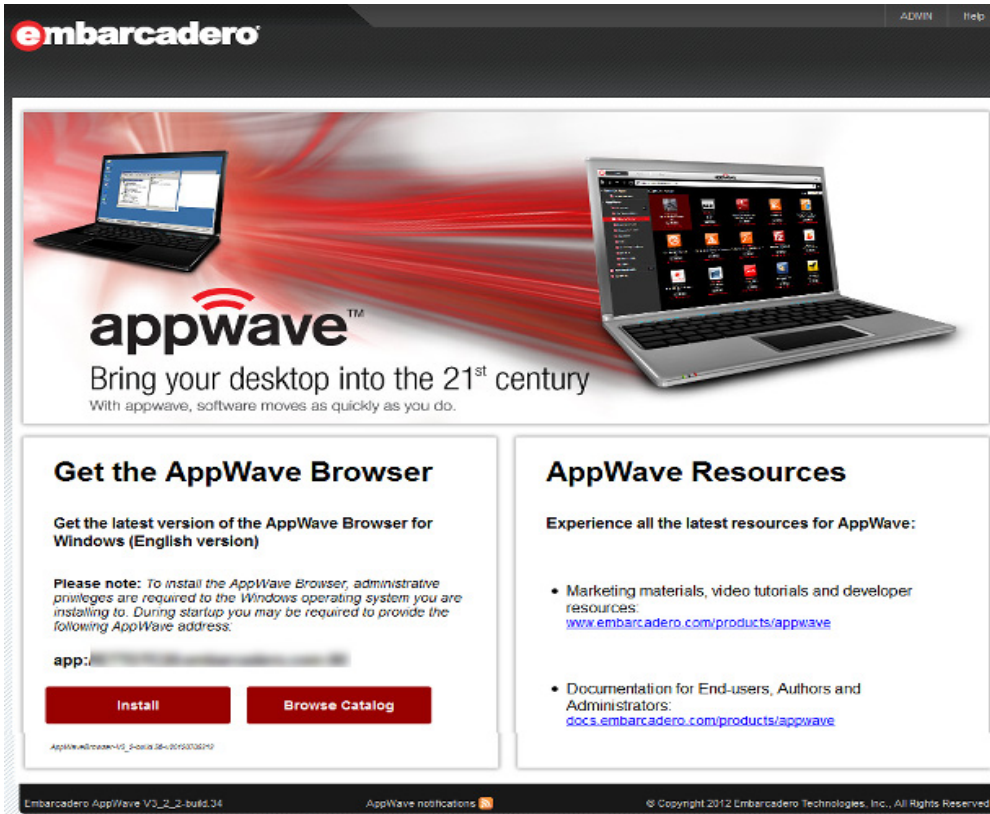 ADMIN Help
embarcadero
appwave™
Bring your desktop into the 21st century
With appwave, software moves as quickly as you do.
Get the AppWave Browser
Get the latest version of the AppWave Browser for
Windows (English version)
Please note: To install the AppWave Browser, administrative
privileges are required to the Windows operating system you are
installing to. During startup you may be required to provide the
following AppWave address:
app:/
Install
Browse Catalog
AppWave Resources
Experience all the latest resources for AppWave:
• Marketing materials, video tutorials and developer
resources:
www.embarcadero.com/products/appwave
• Documentation for End-users, Authors and
Administrators:
docs.embarcadero.com/products/appwave
Embarcadero AppWave V3_2_2-build.34
AppWave notifications
© Copyright 2012 Embarcadero Technologies, Inc., All Rights Reserved